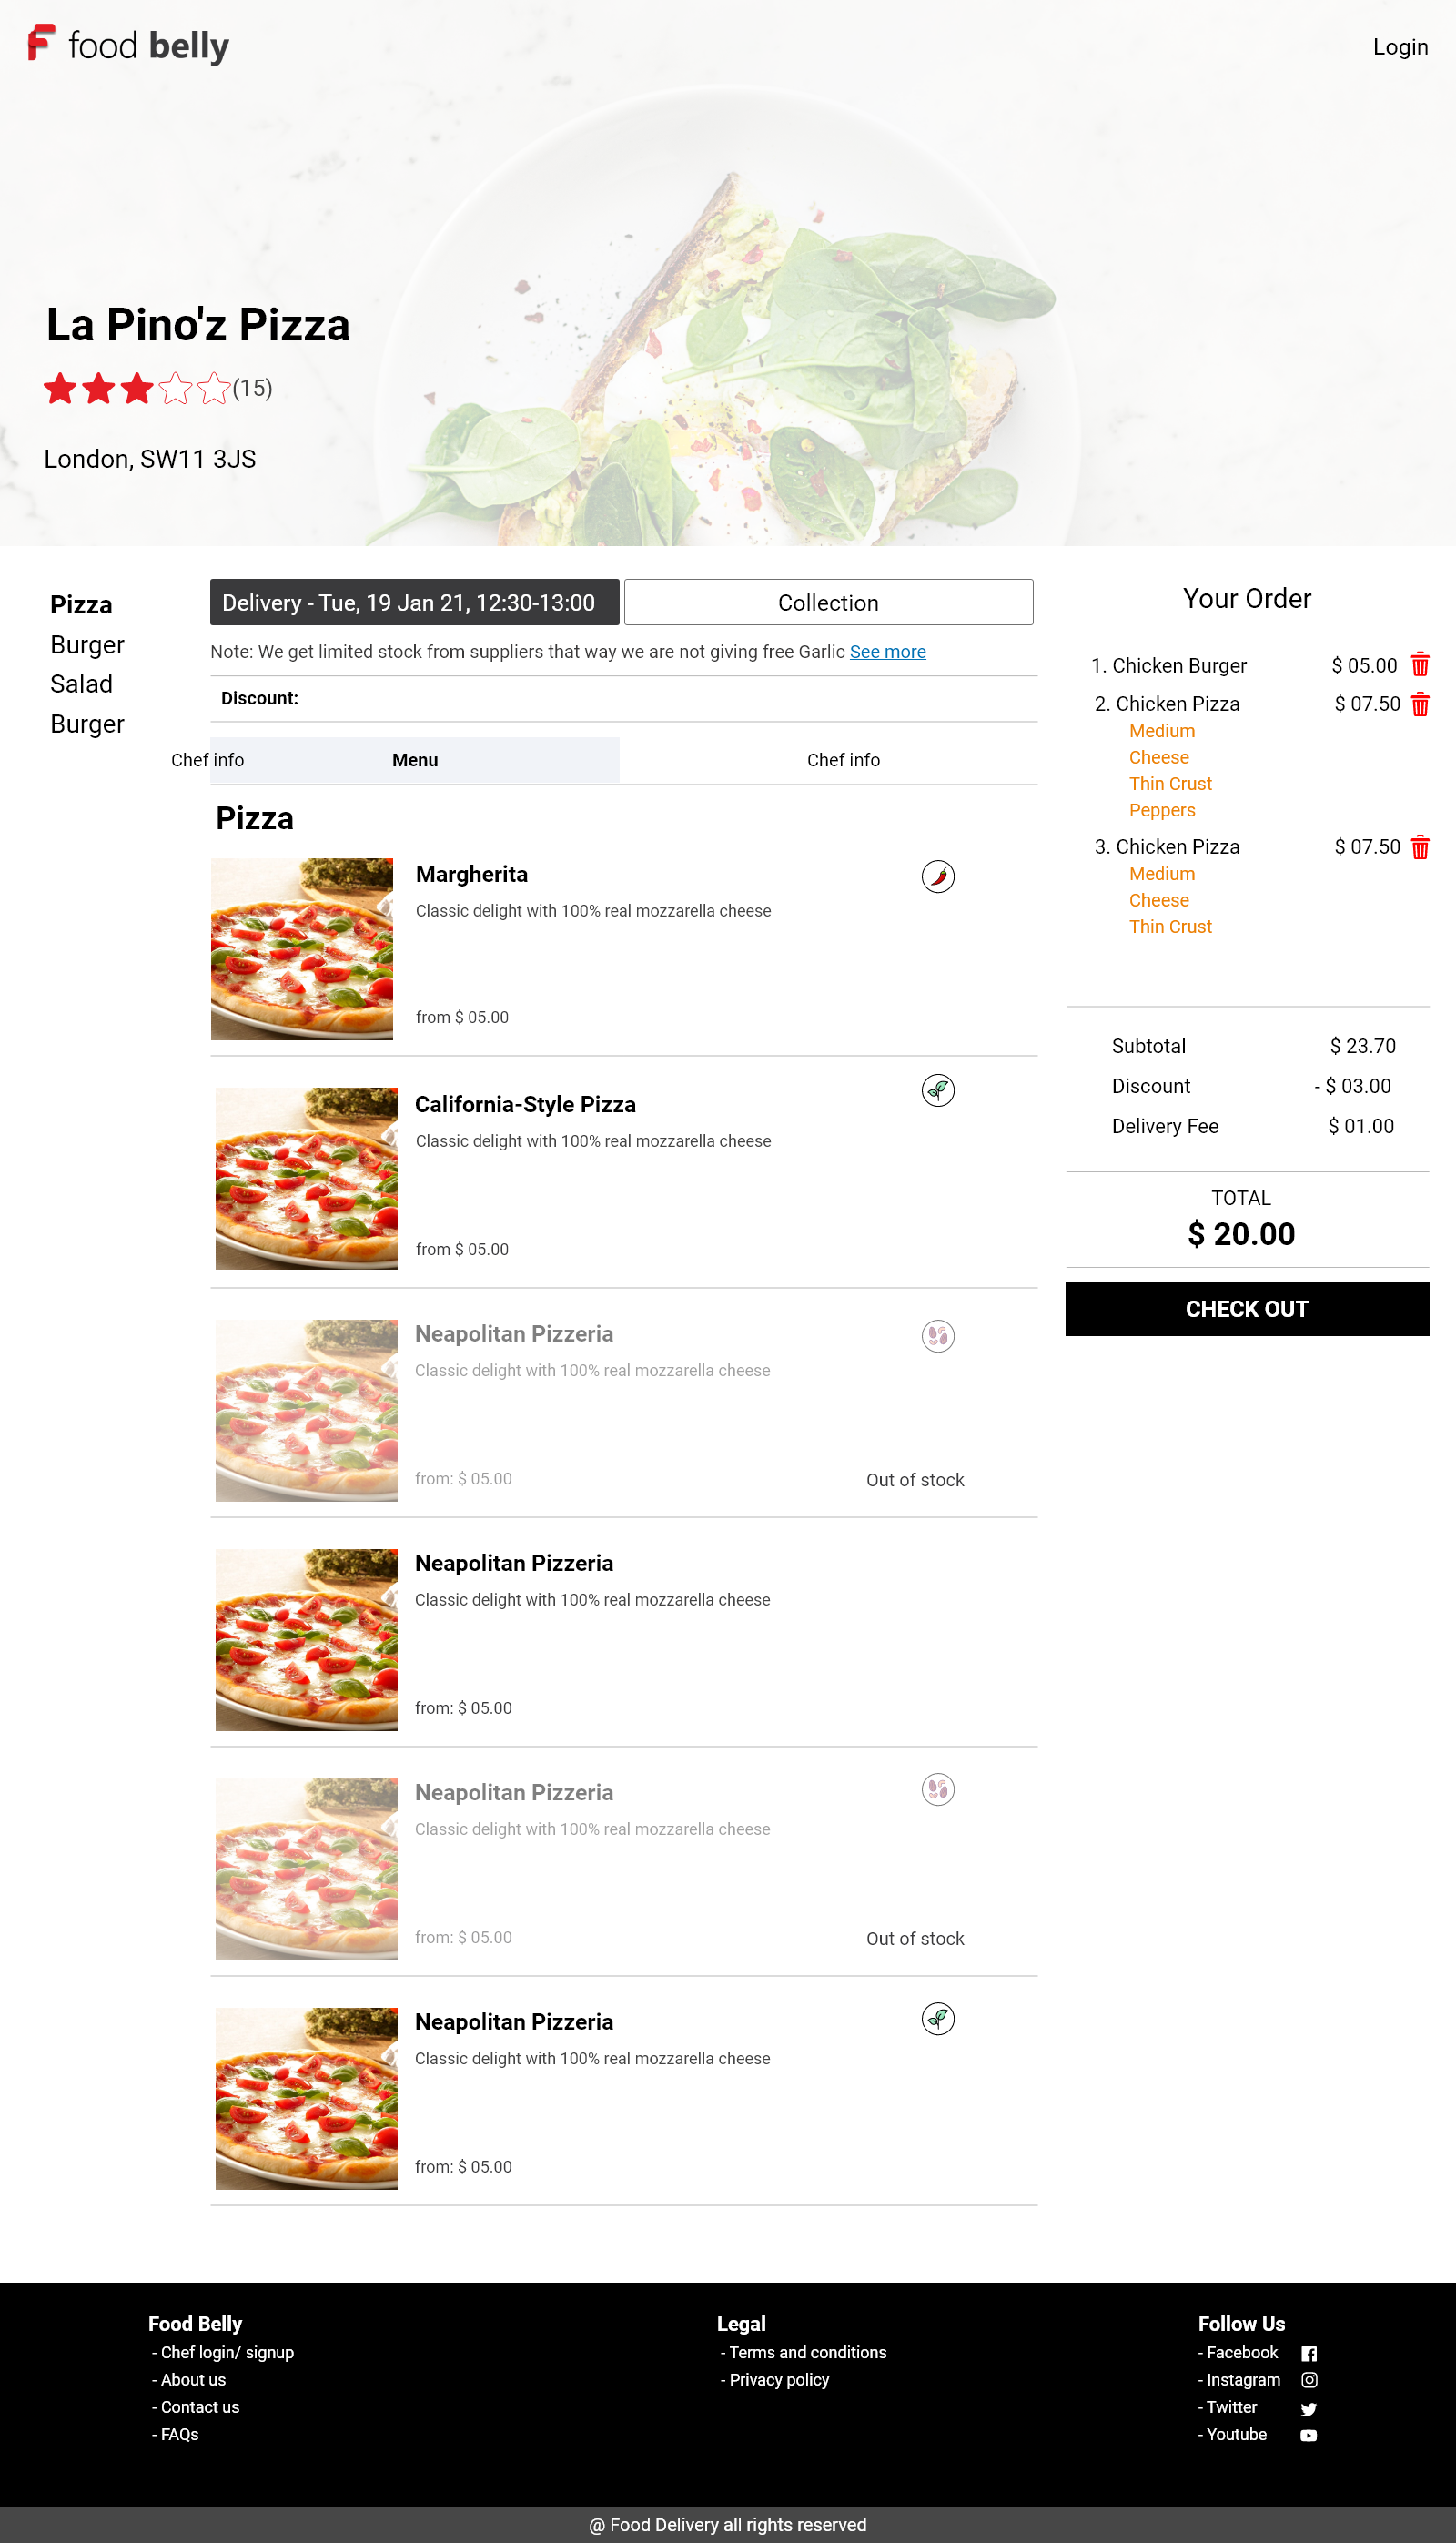 food belly
Login
La Pino'z Pizza
(15)
London, SW11 3JS
Pizza
Burger
Salad
Burger
Delivery - Tue, 19 Jan 21, 12:30-13:00
Collection
Note: We get limited stock from suppliers that way we are not giving free Garlic See more
Discount:
Chef info
Menu
Chef info
Pizza
Margherita
Classic delight with 100% real mozzarella cheese
from $ 05.00
California-Style Pizza
Classic delight with 100% real mozzarella cheese
from $ 05.00
Neapolitan Pizzeria
Classic delight with 100% real mozzarella cheese
from: $ 05.00
Out of stock
Neapolitan Pizzeria
Classic delight with 100% real mozzarella cheese
from: $ 05.00
Neapolitan Pizzeria
Classic delight with 100% real mozzarella cheese
from: $ 05.00
Out of stock
Neapolitan Pizzeria
Classic delight with 100% real mozzarella cheese
from: $ 05.00
Your Order
1. Chicken Burger $ 05.00
2. Chicken Pizza $ 07.50
Medium
Cheese
Thin Crust
Peppers
3. Chicken Pizza $ 07.50
Medium
Cheese
Thin Crust
Subtotal $ 23.70
Discount - $ 03.00
Delivery Fee $ 01.00
TOTAL
$ 20.00
CHECK OUT
Food Belly
- Chef login/ signup
- About us
- Contact us
- FAQs
Legal
- Terms and conditions
- Privacy policy
Follow Us
- Facebook
- Instagram
- Twitter
- Youtube
@ Food Delivery all rights reserved